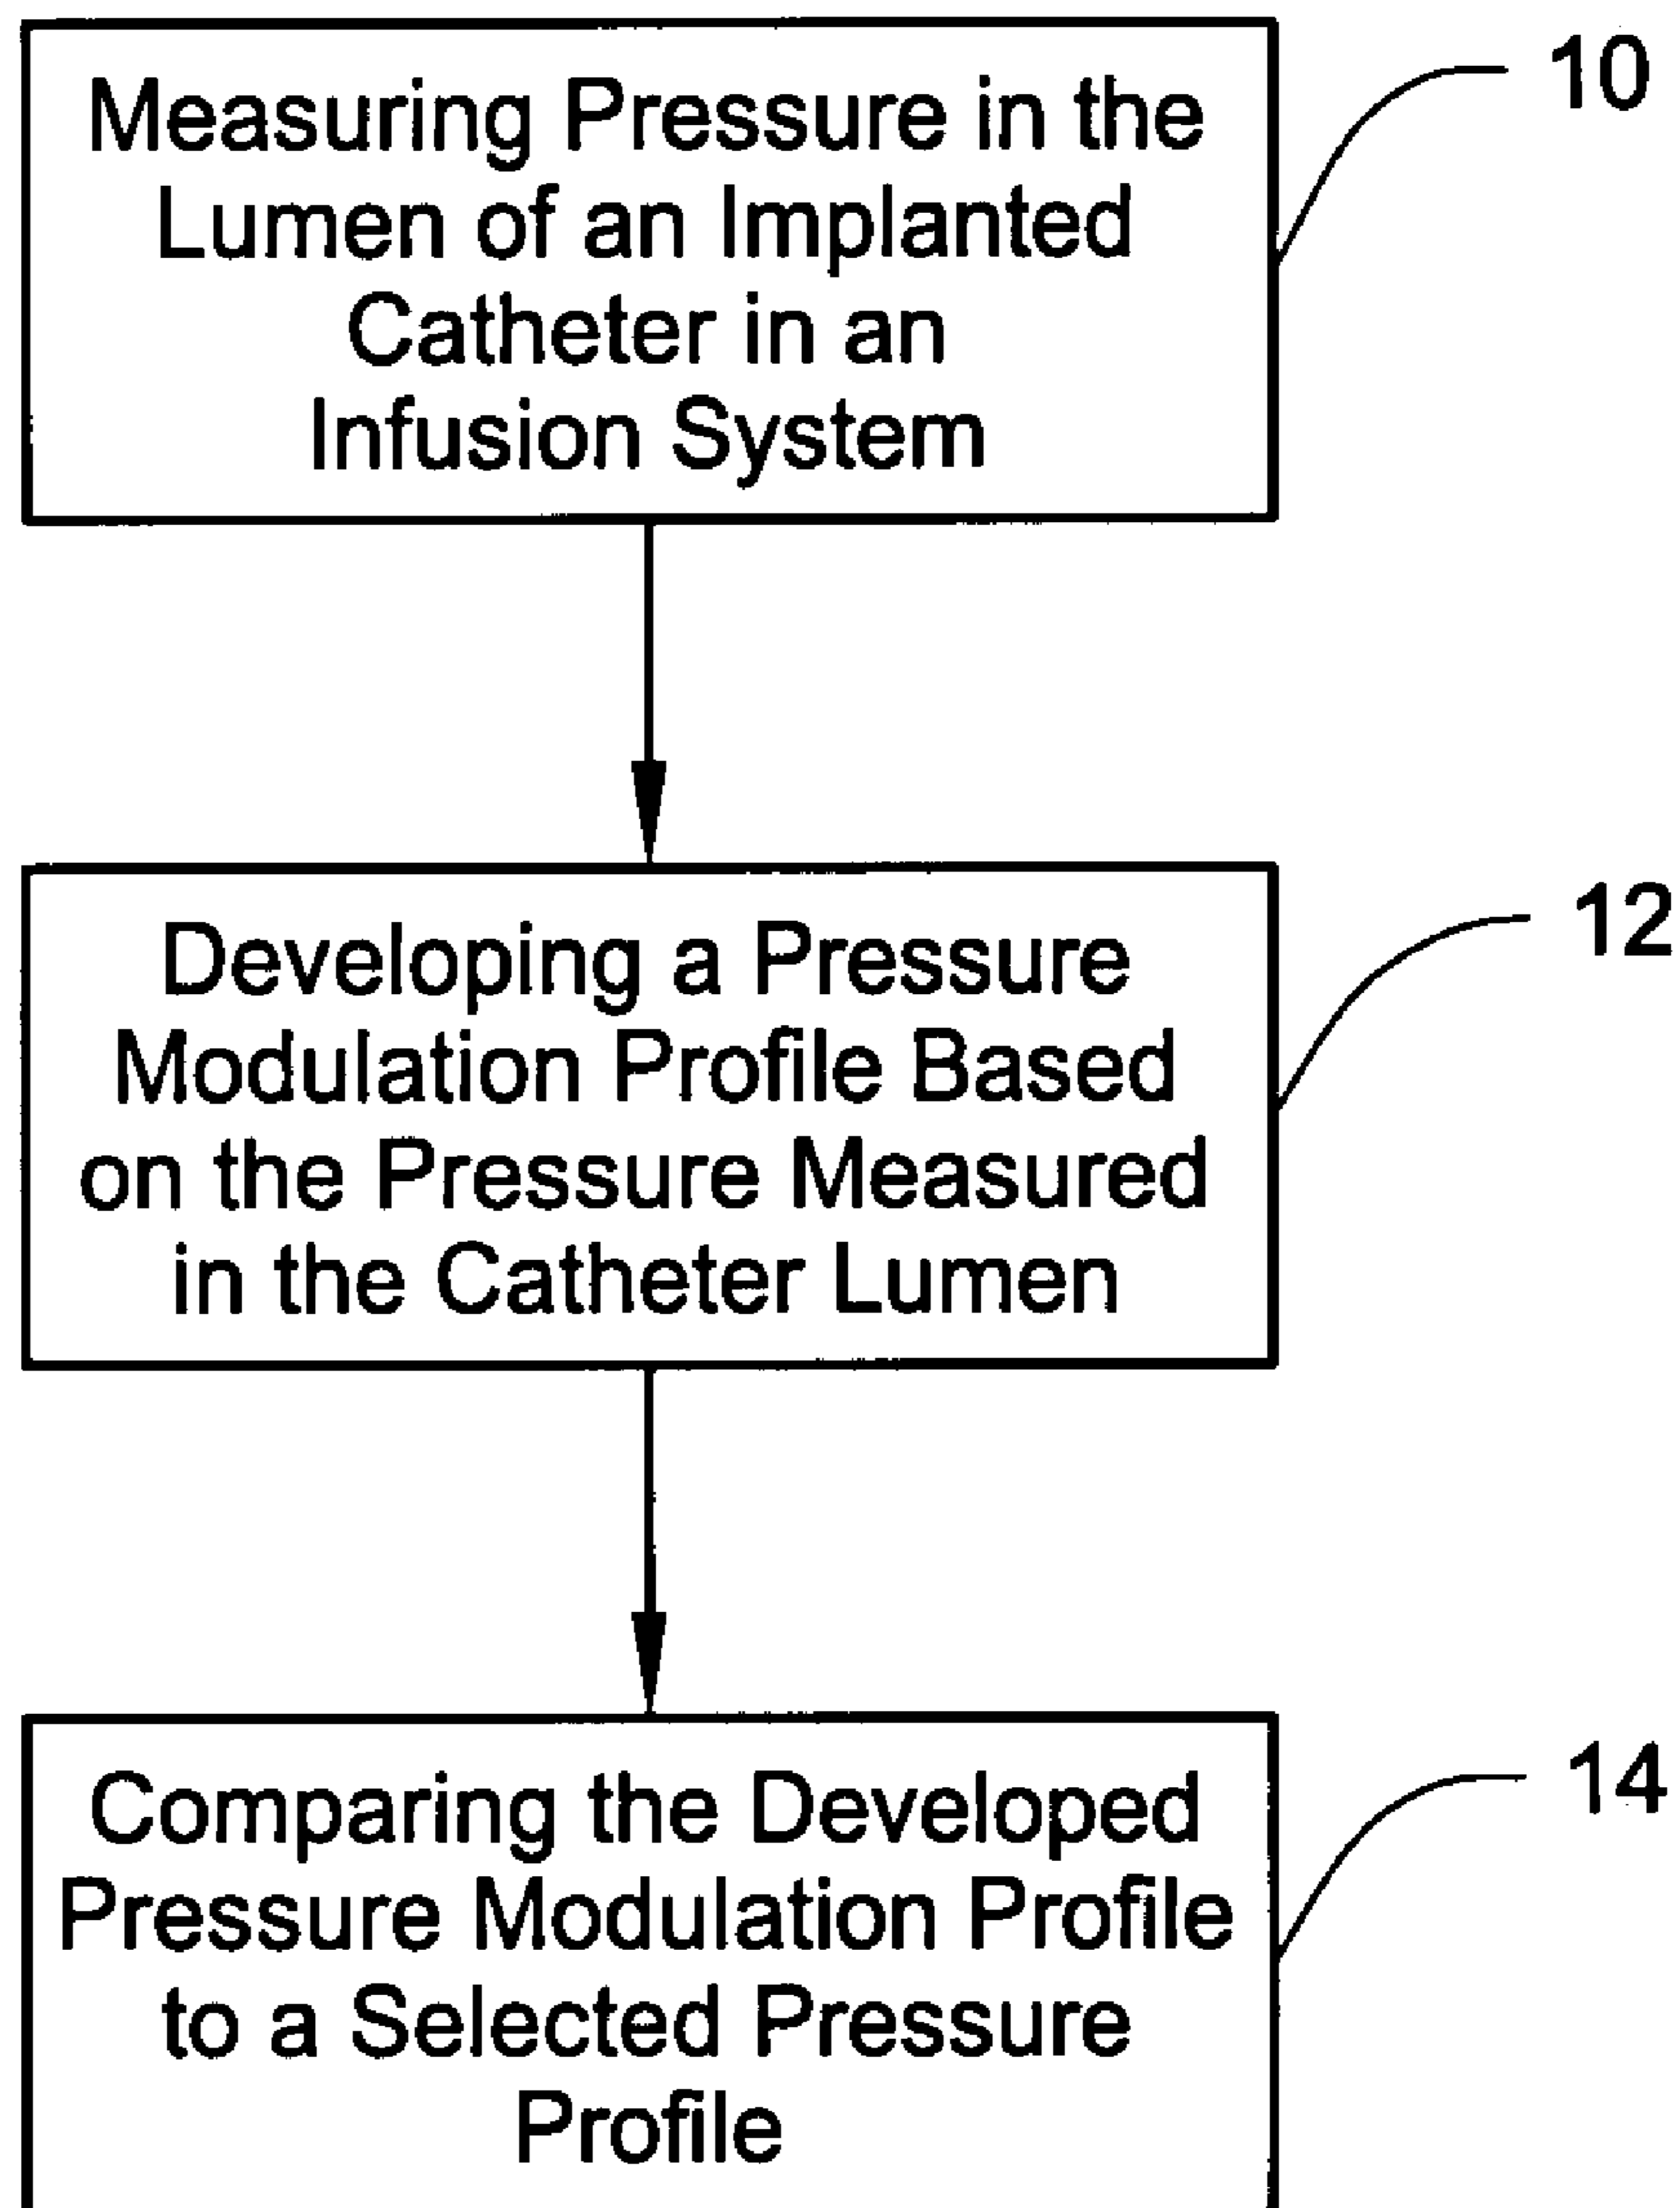 Measuring Pressure in the
Lumen of an Implanted
Catheter in an
Infusion System
10
Developing a Pressure
Modulation Profile Based
on the Pressure Measured
in the Catheter Lumen
12
Comparing the Developed
Pressure Modulation Profile
to a Selected Pressure
Profile
14